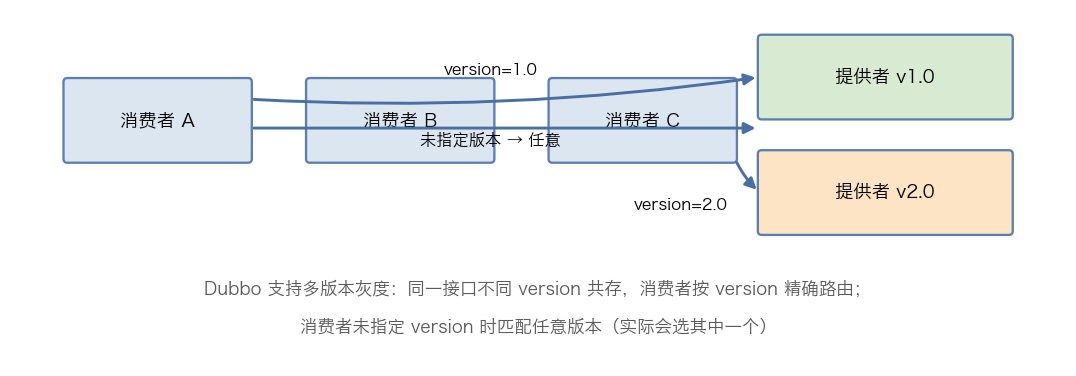 version=1.0
提供者 v1.0
消费者 A
消费者 B
消费者 C
未指定版本 → 任意
提供者 v2.0
version=2.0
Dubbo 支持多版本灰度：同一接口不同 version 共存，消费者按 version 精确路由；
消费者未指定 version 时匹配任意版本（实际会选其中一个）